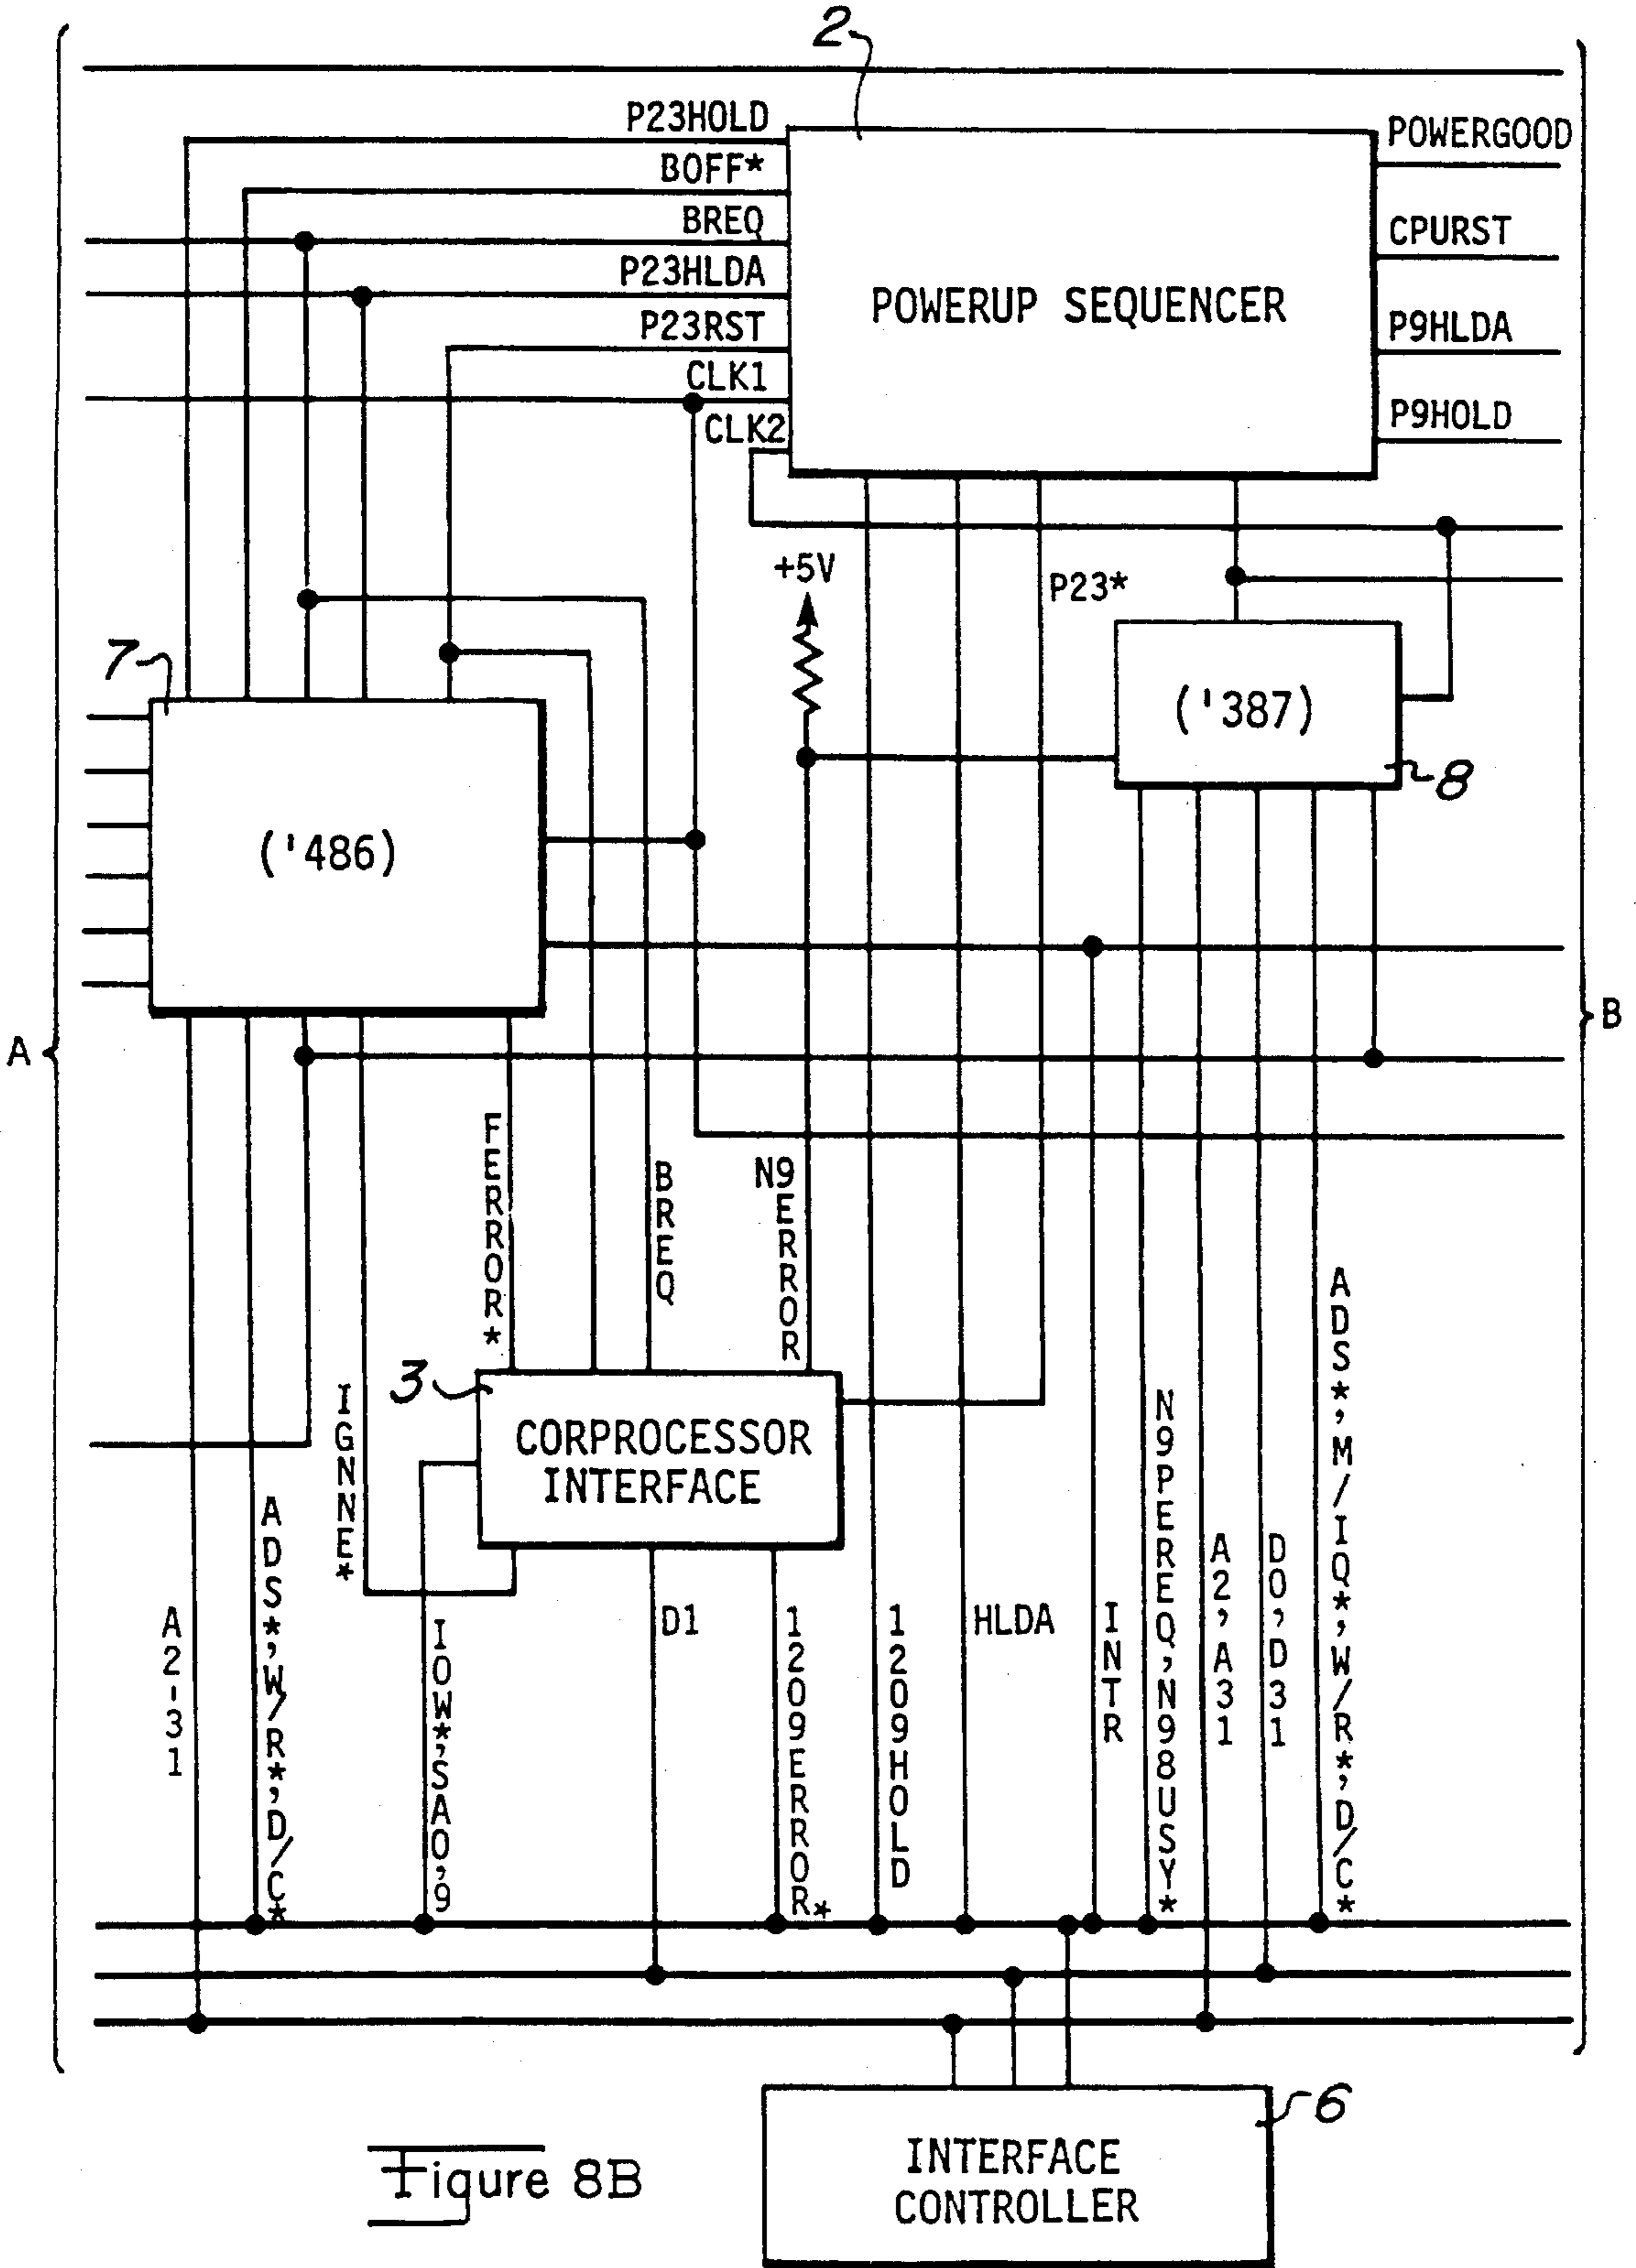 2
P23HOLD
POWERGOOD
BOFF*
BREQ
CPURST
P23HLDA
POWERUP SEQUENCER
P23RST
P9HLDA
CLK1
CLK2
P9HOLD
+5V
P23*
7
('387)
8
('486)
A
B
FERROR*
BREQ
N9ERROR
ADS*,M/IQ*,W/R*,D/C*
3
IGNNE*
N9PEREQ,N98USY*
CORPROCESSOR
INTERFACE
ADS*,W/R*,D/C*
A2,A31
D0,D31
A2-31
IOW*,SA0,9
D1
1209ERROR*
1209HOLD
HLDA
INTR
6
INTERFACE
CONTROLLER
Figure 8B